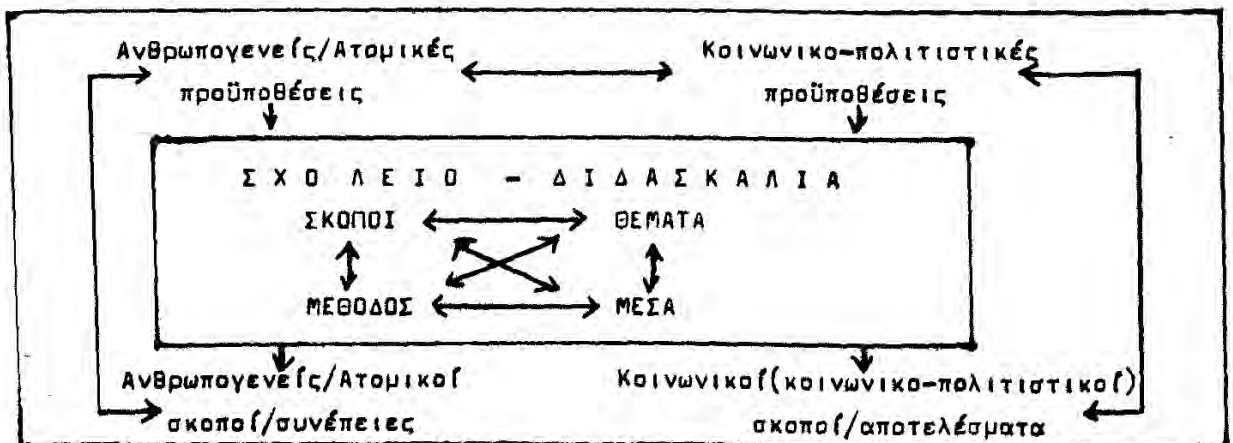 Ανθρωπογενείς/Ατομικές Κοινωνικο-πολιτιστικές
προϋποθέσεις προϋποθέσεις
ΣΧΟΛΕΙΟ - ΔΙΔΑΣΚΑΛΙΑ
ΣΚΟΠΟΙ ΘΕΜΑΤΑ
ΜΕΘΟΔΟΣ ΜΕΣΑ
Ανθρωπογενείς/Ατομικοί Κοινωνικοί(κοινωνικο-πολιτιστικοί)
σκοποί/συνέπειες σκοποί/αποτελέσματα